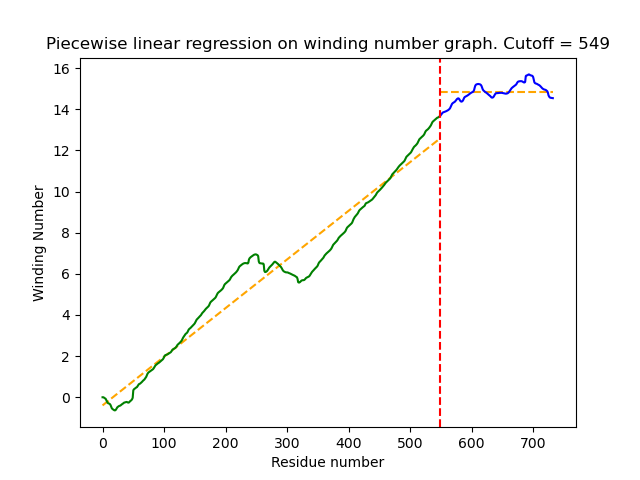 Piecewise linear regression on winding number graph. Cutoff = 549
16
14
12
10
8
6
4
2
0
Winding Number
0 100 200 300 400 500 600 700
Residue number